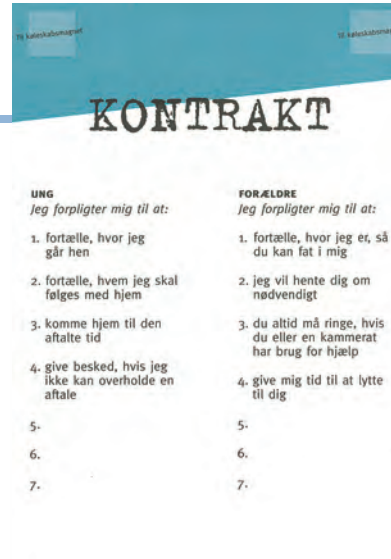 Til køleskabsmagnet
Til køleskabsmagnet
KONTRAKT
UNG
Jeg forpligter mig til at:
1. fortælle, hvor jeg
går hen
2. fortælle, hvem jeg skal
følges med hjem
3. komme hjem til den
aftalte tid
4. give besked, hvis jeg
ikke kan overholde en
aftale
5.
6.
7.
FORÆLDRE
Jeg forpligter mig til at:
1. fortælle, hvor jeg er, så
du kan fat i mig
2. jeg vil hente dig om
nødvendigt
3. du altid må ringe, hvis
du eller en kammerat
har brug for hjælp
4. give mig tid til at lytte
til dig
5.
6.
7.